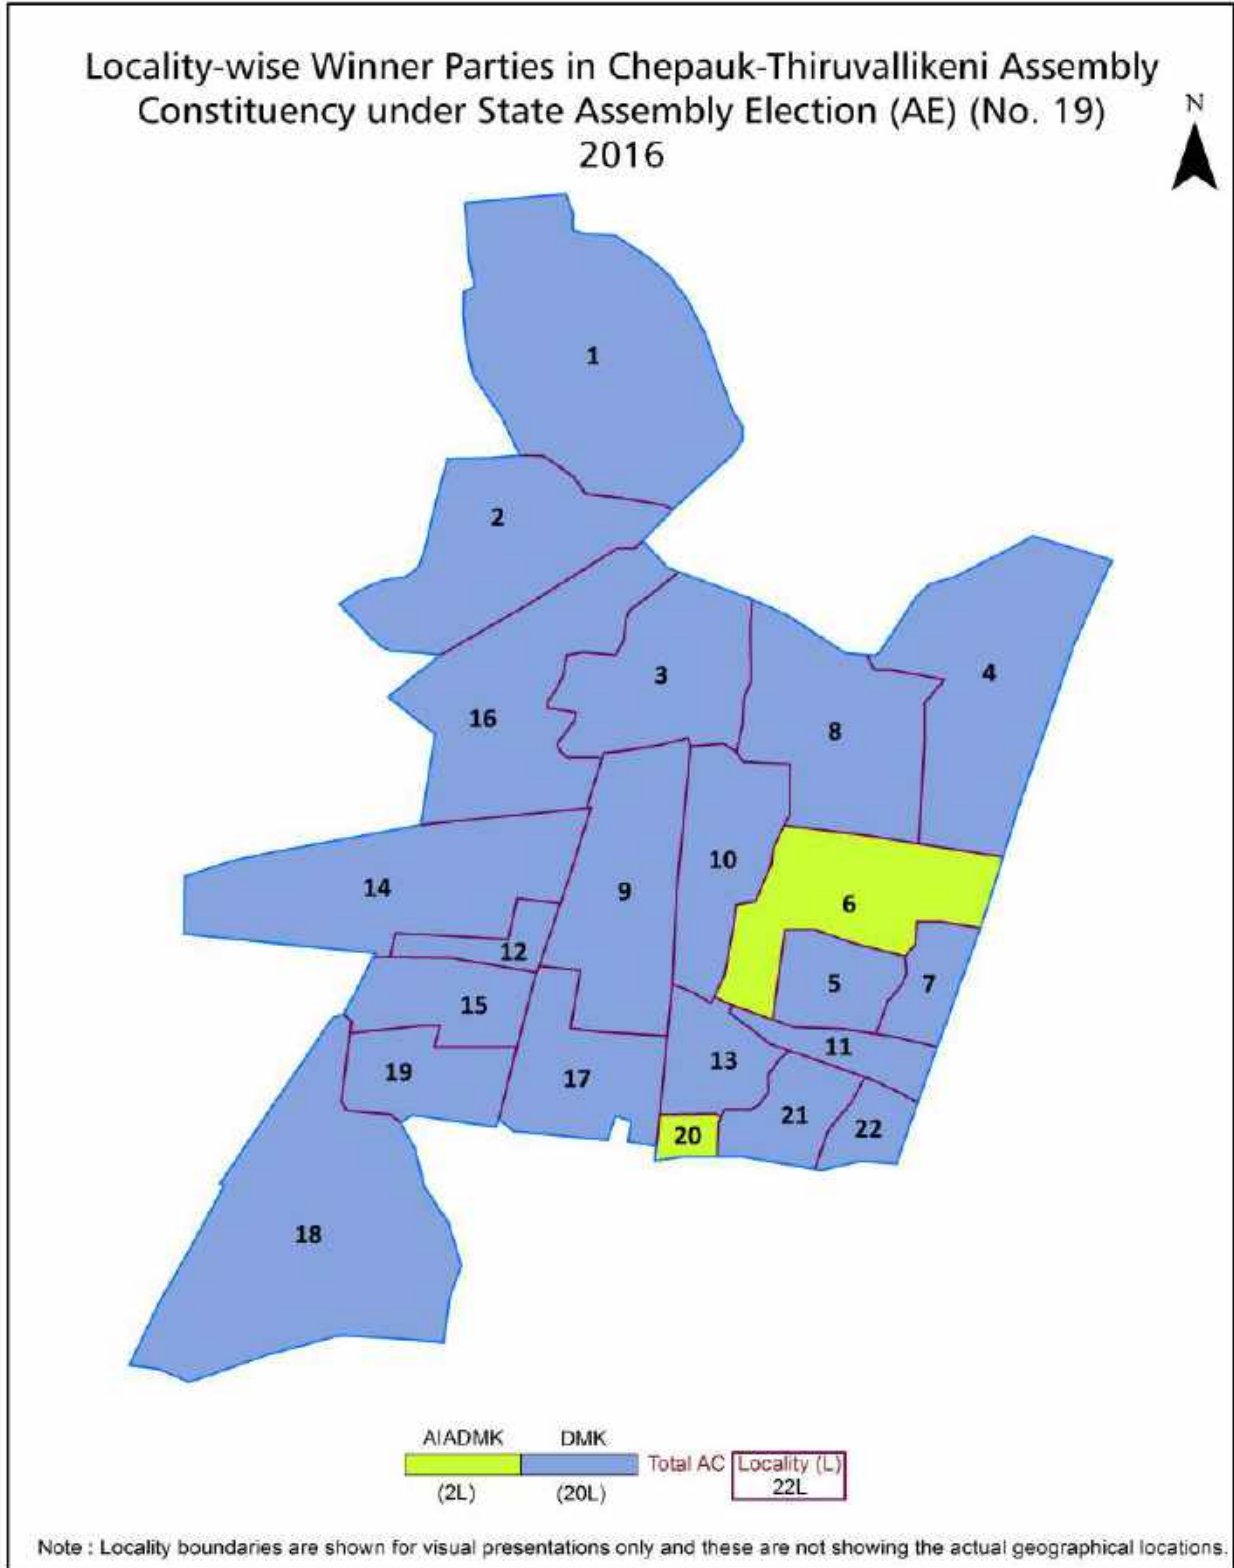 Locality-wise Winner Parties in Chepauk-Thiruvallikeni Assembly
Constituency under State Assembly Election (AE) (No. 19)
2016
N
1
2
3
4
16
8
10
14
9
6
12
5
7
15
11
13
19
17
21
22
20
18
AIADMK DMK
Total AC Locality (L)
22L
(2L) (20L)
Note : Locality boundaries are shown for visual presentations only and these are not showing the actual geographical locations.